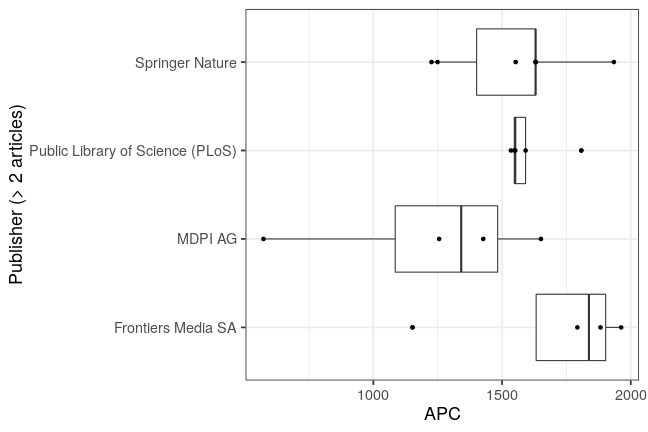 Publisher (> 2 articles)
Springer Nature
Public Library of Science (PLoS)
MDPI AG
Frontiers Media SA
1000 1500 2000
APC